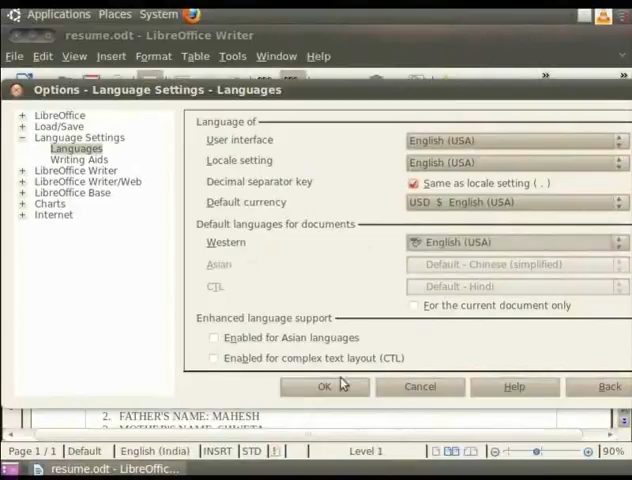 Applications Places System
resume.odt - LibreOffice Writer
File Edit View Insert Format Table Tools Window Help
Options - Language Settings - Languages
LibreOffice
Load/Save
Language Settings
Languages
Writing Aids
LibreOffice Writer
LibreOffice Writer/Web
LibreOffice Base
Charts
Internet
Language of
User interface English (USA)
Locale setting English (USA)
Decimal separator key Same as locale setting ( . )
Default currency USD $ English (USA)
Default languages for documents
Western English (USA)
Asian Default - Chinese (simplified)
CTL Default - Hindi
For the current document only
Enhanced language support
Enabled for Asian languages
Enabled for complex text layout (CTL)
OK Cancel Help Back
2. FATHER'S NAME: MAHESH
Page 1 / 1 Default English (India) INSRT STD Level 1 90%
resume.odt - LibreOffic...